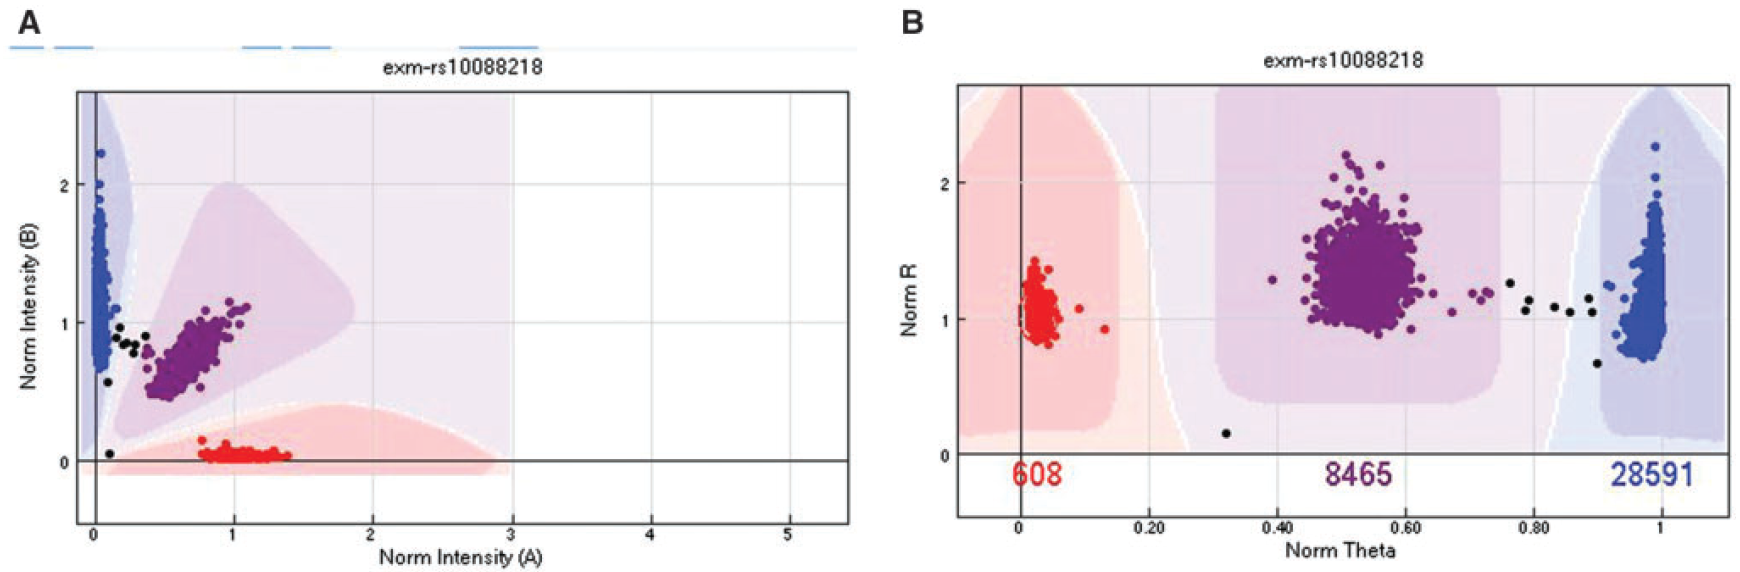 A
exm-rs10088218
Norm Intensity (B)
2
1
0
0 1 2 3 4 5
Norm Intensity (A)
B
exm-rs10088218
Norm R
2
1
0
608 8465 28591
0 0.20 0.40 0.60 0.80 1
Norm Theta